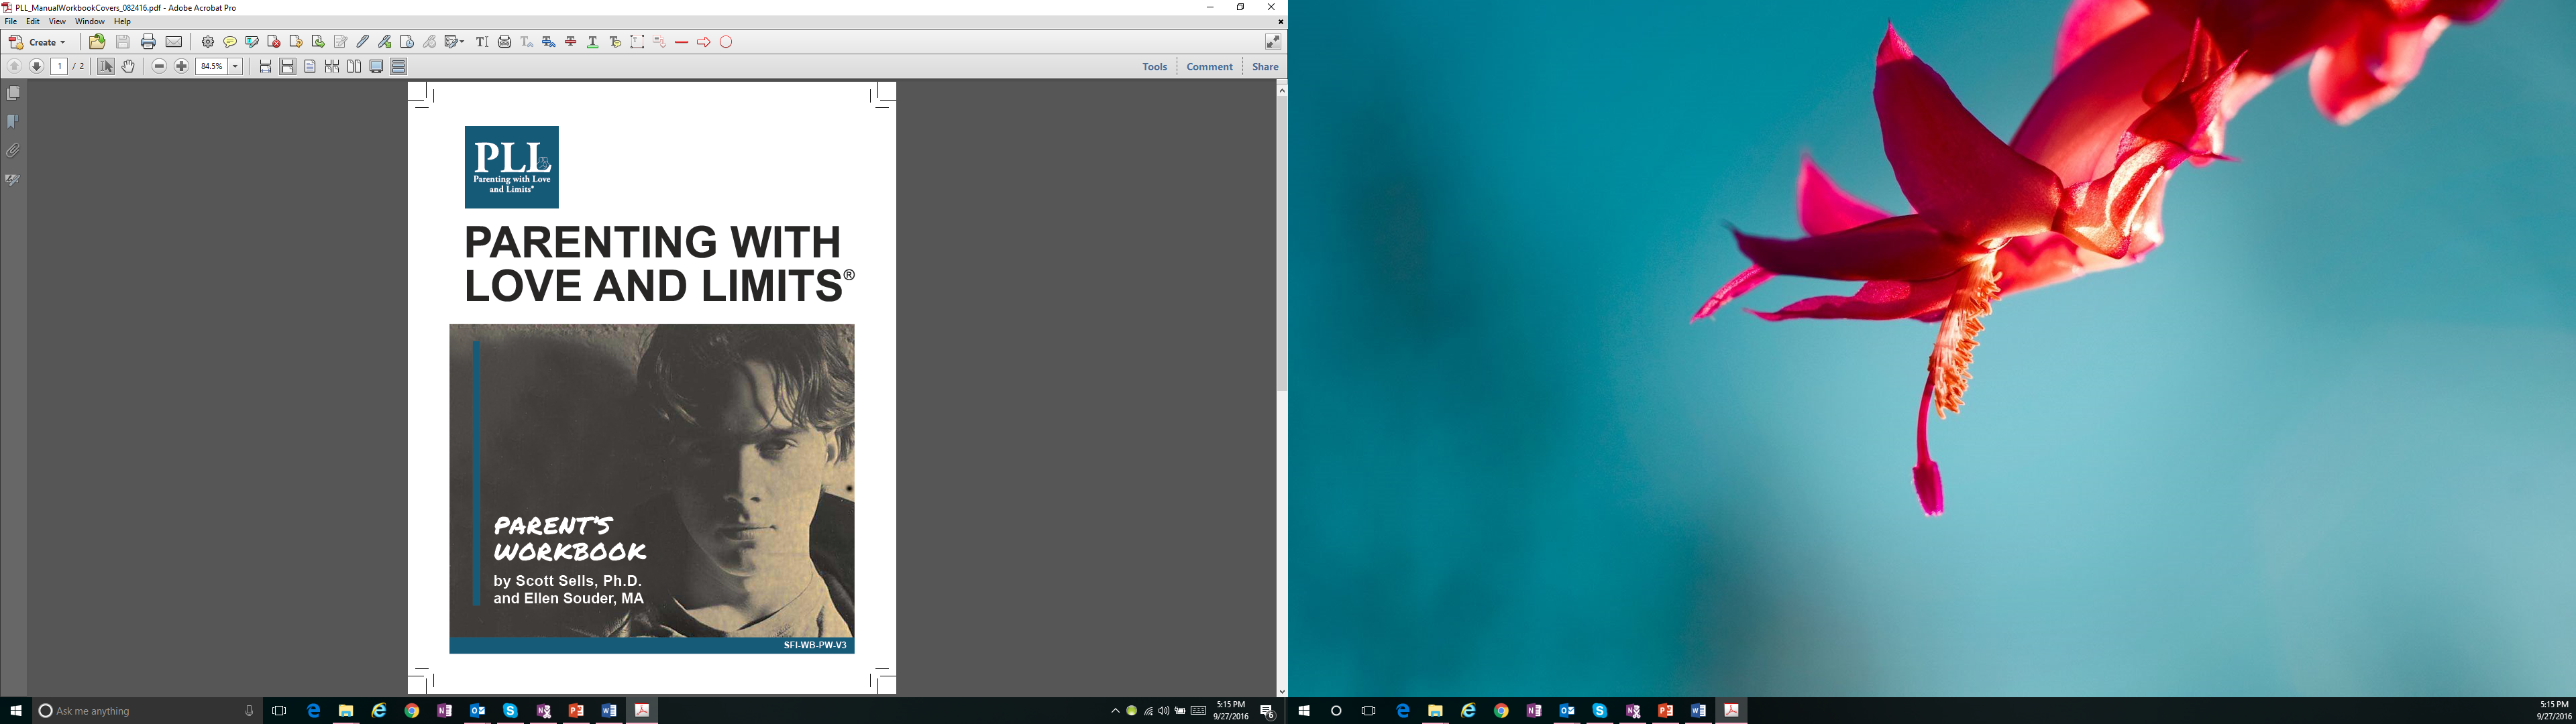 PLL_ManualWorkbookCovers_082416.pdf - Adobe Acrobat Pro
File Edit View Window Help
Create
1 / 2 84.5% Tools Comment Share
PLL
Parenting with Love
and Limits®
PARENTING WITH
LOVE AND LIMITS®
PARENT'S
WORKBOOK
by Scott Sells, Ph.D.
and Ellen Souder, MA
SFI-WB-PW-V3
Ask me anything
5:15 PM
9/27/2016
5:15 PM
9/27/2016